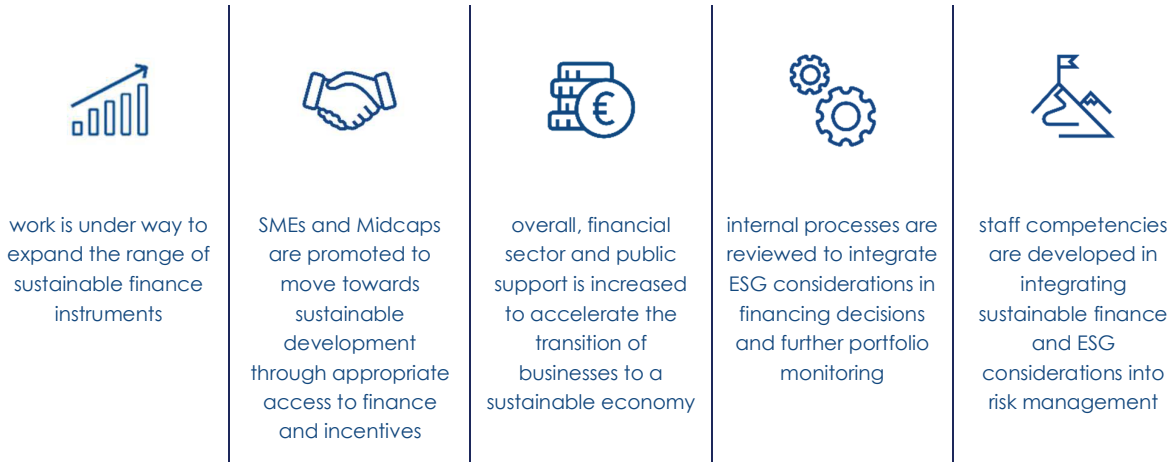 work is under way to
expand the range of
sustainable finance
instruments
SMEs and Midcaps
are promoted to
move towards
sustainable
development
through appropriate
access to finance
and incentives
overall, financial
sector and public
support is increased
to accelerate the
transition of
businesses to a
sustainable economy
internal processes are
reviewed to integrate
ESG considerations in
financing decisions
and further portfolio
monitoring
staff competencies
are developed in
integrating
sustainable finance
and ESG
considerations into
risk management